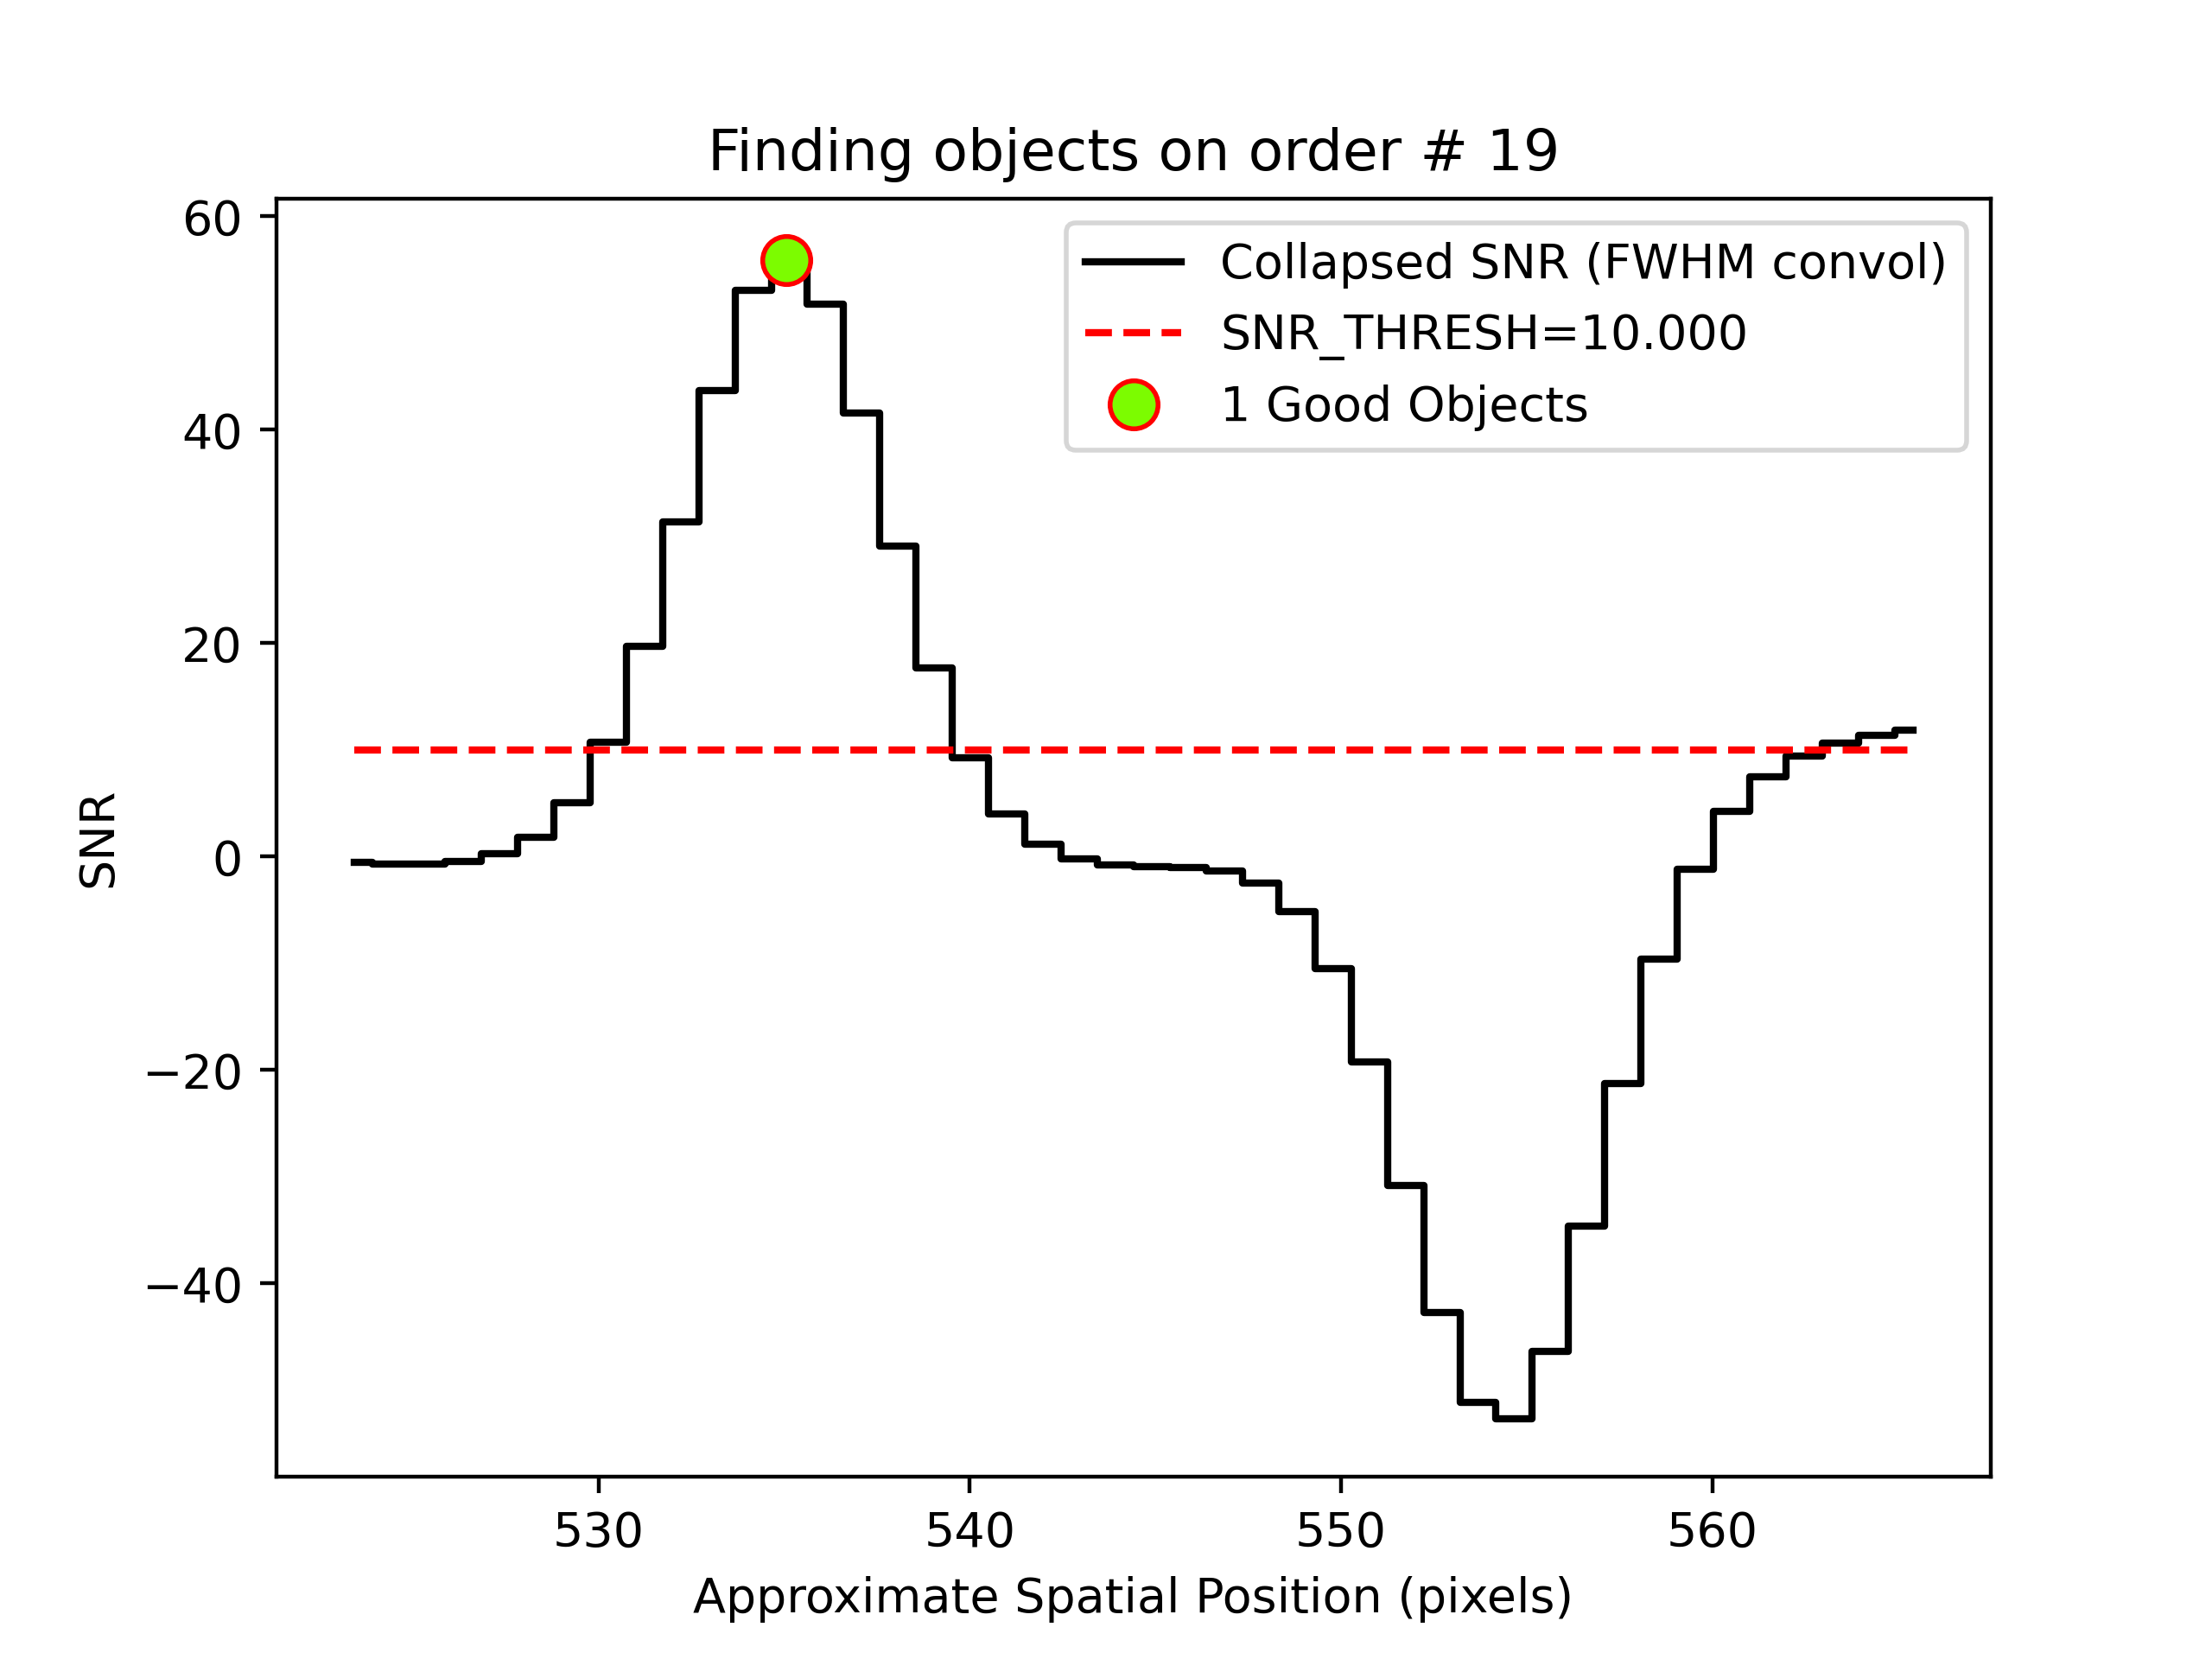 Finding objects on order # 19
60
40
20
0
−20
−40
SNR
Collapsed SNR (FWHM convol)
SNR_THRESH=10.000
1 Good Objects
530 540 550 560
Approximate Spatial Position (pixels)